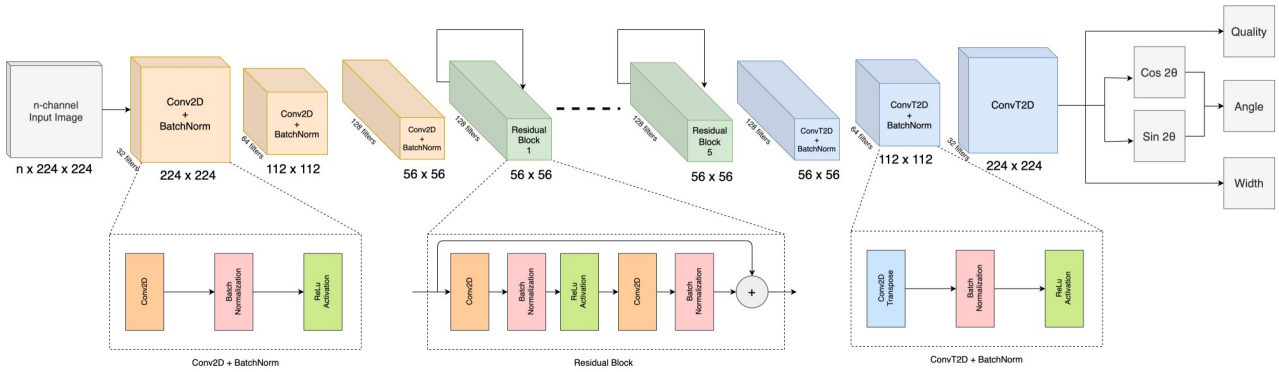 n-channel
Input Image
n x 224 x 224
Conv2D
+
BatchNorm
32 filters
224 x 224
Conv2D
+
BatchNorm
64 filters
112 x 112
Conv2D
+
BatchNorm
128 filters
56 x 56
Residual
Block
1
128 filters
56 x 56
Residual
Block
5
128 filters
56 x 56
ConvT2D
+
BatchNorm
128 filters
56 x 56
ConvT2D
+
BatchNorm
64 filters
112 x 112
ConvT2D
32 filters
224 x 224
Quality
Cos 2θ
Sin 2θ
Angle
Width
Conv2D
Batch
Normalization
ReLu
Activation
Conv2D + BatchNorm
Conv2D
Batch
Normalization
ReLu
Activation
Conv2D
Batch
Normalization
+
Residual Block
Conv2D
Transpose
Batch
Normalization
ReLu
Activation
ConvT2D + BatchNorm